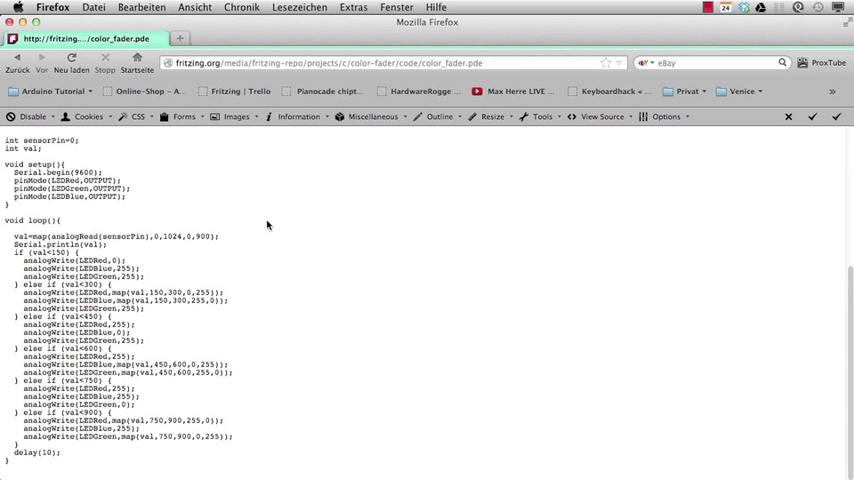 Firefox Datei Bearbeiten Ansicht Chronik Lesezeichen Extras Fenster Hilfe
24
Mozilla Firefox
http://fritzing..../color_fader.pde
Zurück Vor Neu laden Stopp Startseite
fritzing.org/media/fritzing-repo/projects/c/color-fader/code/color_fader.pde
eBay
ProxTube
Arduino Tutorial Online-Shop – A... Fritzing | Trello Pianocade chipt... HardwareRogge ... Max Herre LIVE ... Keyboardhack «... Privat Venice »
Disable Cookies CSS Forms Images Information Miscellaneous Outline Resize Tools View Source Options
int sensorPin=0;
int val;
void setup(){
Serial.begin(9600);
pinMode(LEDRed,OUTPUT);
pinMode(LEDGreen,OUTPUT);
pinMode(LEDBlue,OUTPUT);
}
void loop(){
val=map(analogRead(sensorPin),0,1024,0,900);
Serial.println(val);
if (val<150) {
analogWrite(LEDRed,0);
analogWrite(LEDBlue,255);
analogWrite(LEDGreen,255);
} else if (val<300) {
analogWrite(LEDRed,map(val,150,300,0,255));
analogWrite(LEDBlue,map(val,150,300,255,0));
analogWrite(LEDGreen,255);
} else if (val<450) {
analogWrite(LEDRed,255);
analogWrite(LEDBlue,0);
analogWrite(LEDGreen,255);
} else if (val<600) {
analogWrite(LEDRed,255);
analogWrite(LEDBlue,map(val,450,600,0,255));
analogWrite(LEDGreen,map(val,450,600,255,0));
} else if (val<750) {
analogWrite(LEDRed,255);
analogWrite(LEDBlue,255);
analogWrite(LEDGreen,0);
} else if (val<900) {
analogWrite(LEDRed,map(val,750,900,255,0));
analogWrite(LEDBlue,255);
analogWrite(LEDGreen,map(val,750,900,0,255));
}
delay(10);
}